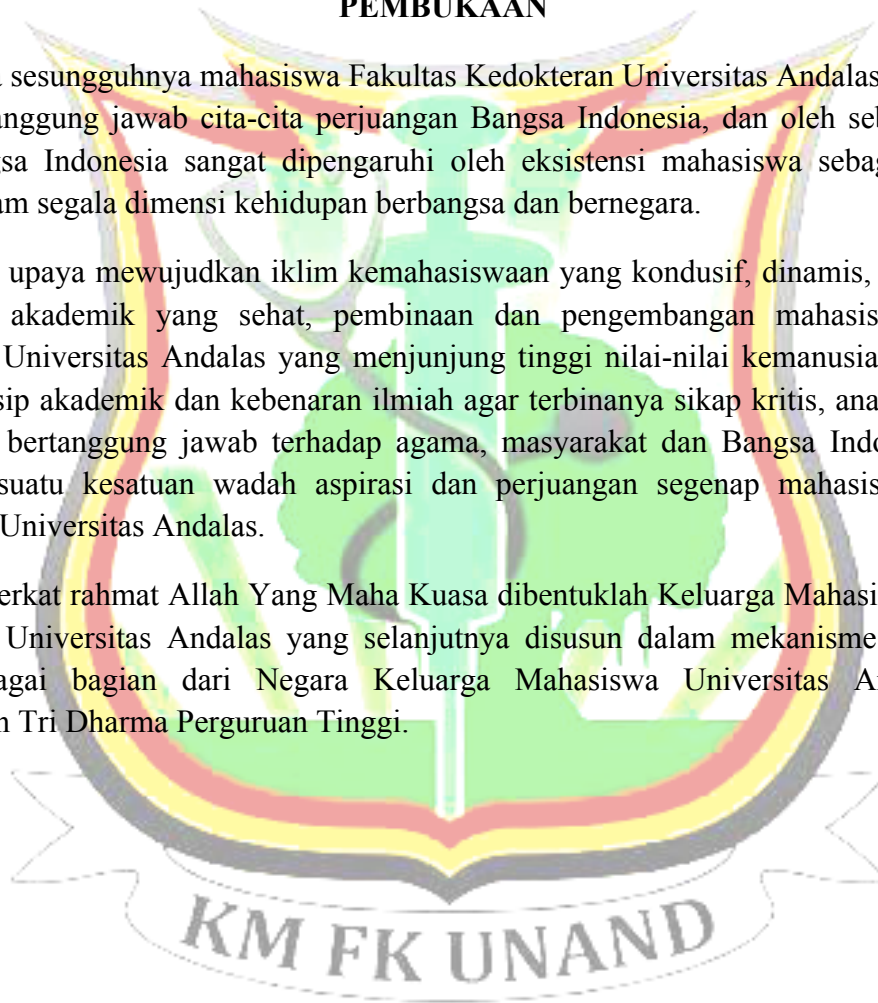 PEMBUKAAN
sesungguhnya mahasiswa Fakultas Kedokteran Universitas Andalas
anggung jawab cita-cita perjuangan Bangsa Indonesia, dan oleh seb
gsa Indonesia sangat dipengaruhi oleh eksistensi mahasiswa sebag
am segala dimensi kehidupan berbangsa dan bernegara.
upaya mewujudkan iklim kemahasiswaan yang kondusif, dinamis,
akademik yang sehat, pembinaan dan pengembangan mahasis
Universitas Andalas yang menjunjung tinggi nilai-nilai kemanusia
sip akademik dan kebenaran ilmiah agar terbinanya sikap kritis, ana
bertanggung jawab terhadap agama, masyarakat dan Bangsa Indo
suatu kesatuan wadah aspirasi dan perjuangan segenap mahasis
Universitas Andalas.
erkat rahmat Allah Yang Maha Kuasa dibentuklah Keluarga Mahasi
Universitas Andalas yang selanjutnya disusun dalam mekanisme
agai bagian dari Negara Keluarga Mahasiswa Universitas A
n Tri Dharma Perguruan Tinggi.
KM FK UNAND